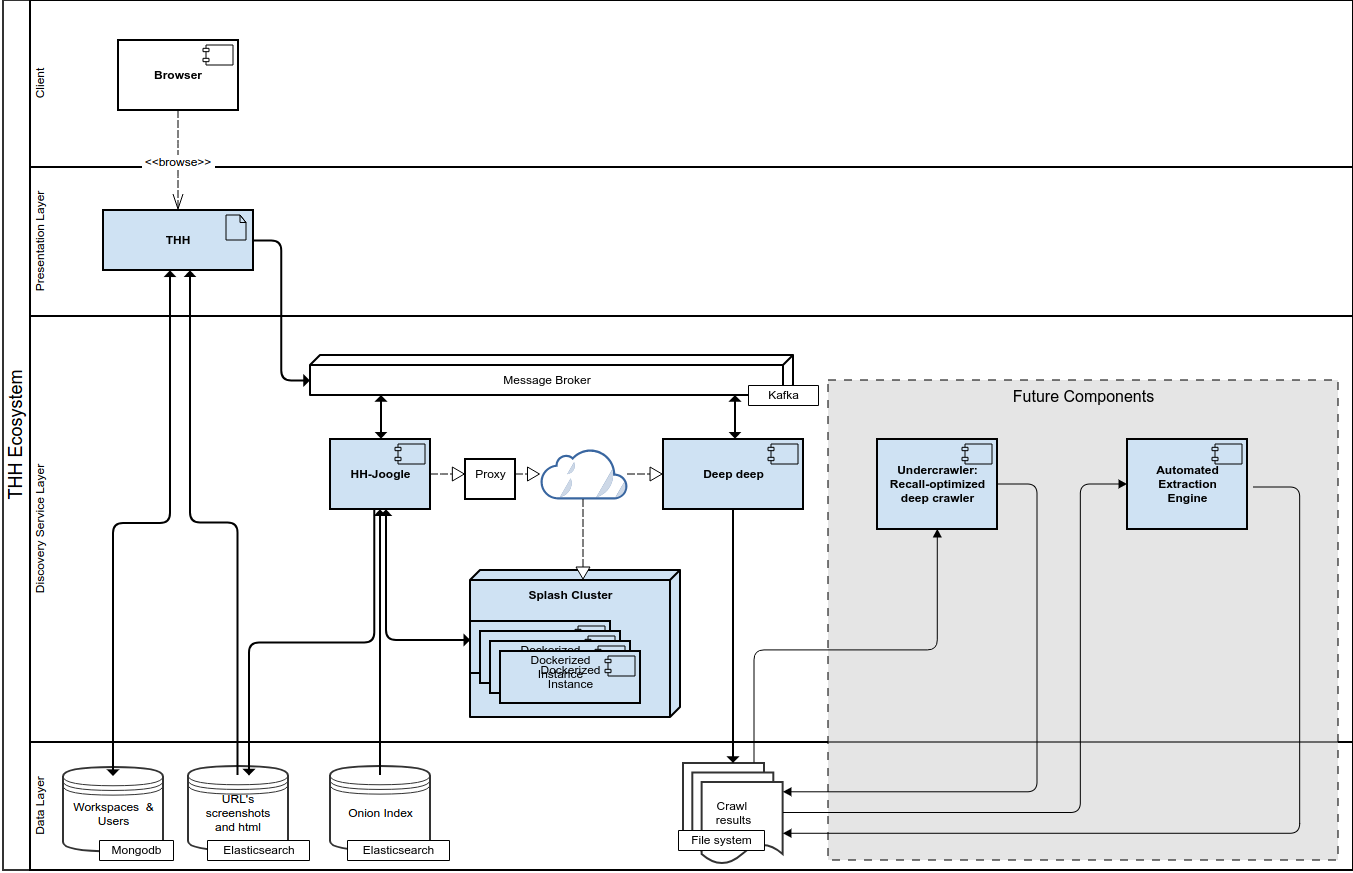 THH Ecosystem
Client
Browser
<<browse>>
Presentation Layer
THH
Discovery Service Layer
Message Broker
Kafka
HH-Joogle
Proxy
Deep deep
Splash Cluster
Dockerized
Dockerized
Instance
Dockerized
Instance
Future Components
Undercrawler:
Recall-optimized
deep crawler
Automated
Extraction
Engine
Data Layer
Workspaces & 
Users
Mongodb
URL's
screenshots
and html
Elasticsearch
Onion Index
Elasticsearch
Crawl
results
File system